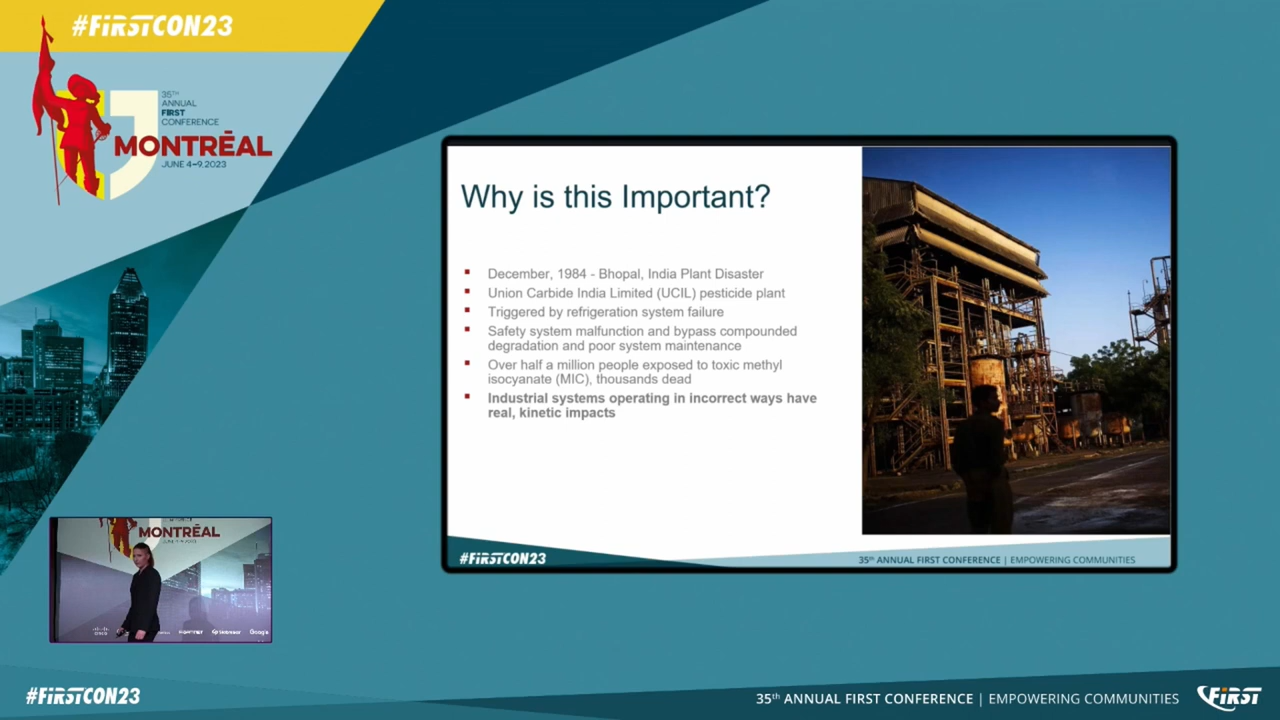 #FiRSTCON23
35TH
ANNUAL
FIRST
CONFERENCE
MONTRĒAL
JUNE 4–9, 2023
Why is this Important?
December, 1984 - Bhopal, India Plant Disaster
Union Carbide India Limited (UCIL) pesticide plant
Triggered by refrigeration system failure
Safety system malfunction and bypass compounded
degradation and poor system maintenance
Over half a million people exposed to toxic methyl
isocyanate (MIC), thousands dead
Industrial systems operating in incorrect ways have
real, kinetic impacts
#FiRSTCON23
35th ANNUAL FIRST CONFERENCE | EMPOWERING COMMUNITIES
MONTRĒAL
Google
#FiRSTCON23
35th ANNUAL FIRST CONFERENCE | EMPOWERING COMMUNITIES
FiRST